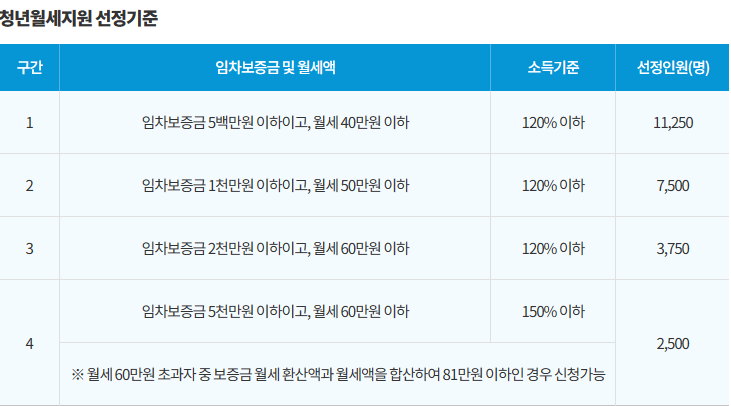 청년월세지원 선정기준
구간 임차보증금 및 월세액 소득기준 선정인원(명)
1 임차보증금 5백만원 이하이고, 월세 40만원 이하 120% 이하 11,250
2 임차보증금 1천만원 이하이고, 월세 50만원 이하 120% 이하 7,500
3 임차보증금 2천만원 이하이고, 월세 60만원 이하 120% 이하 3,750
4 임차보증금 5천만원 이하이고, 월세 60만원 이하 150% 이하 2,500
※ 월세 60만원 초과자 중 보증금 월세 환산액과 월세액을 합산하여 81만원 이하인 경우 신청가능